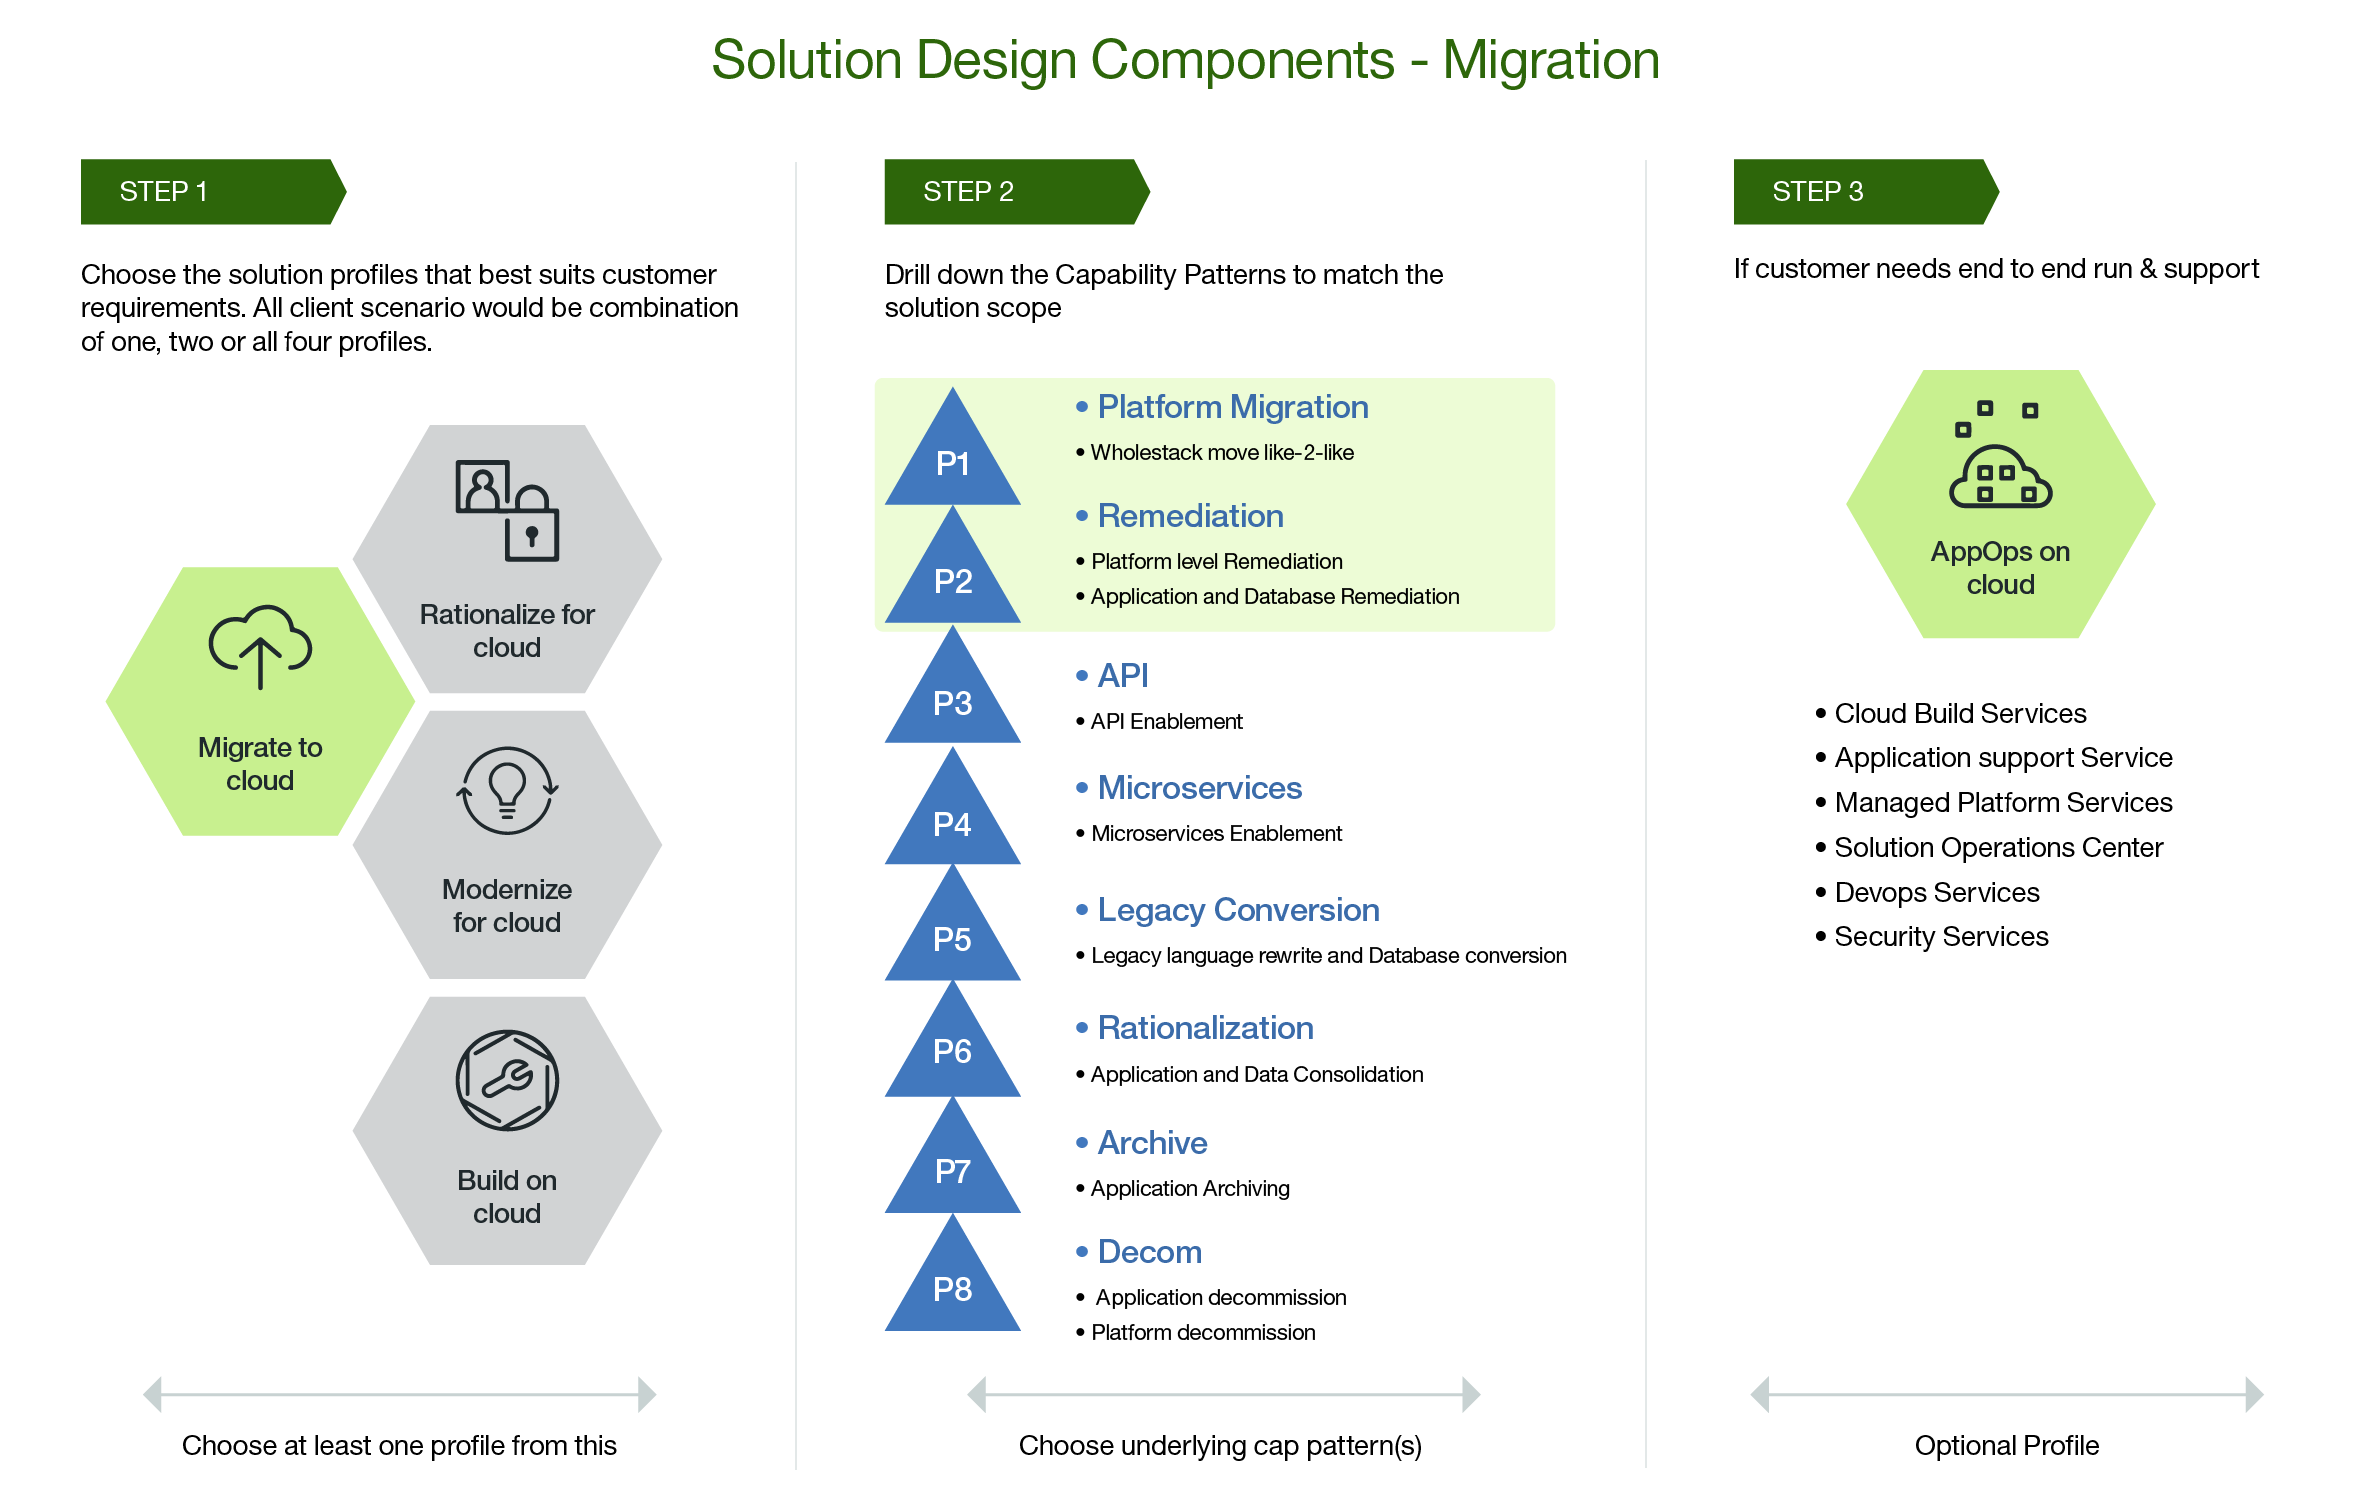 Solution Design Components - Migration
STEP 1
Choose the solution profiles that best suits customer
requirements. All client scenario would be combination
of one, two or all four profiles.
Rationalize for
cloud
Migrate to
cloud
Modernize
for cloud
Build on
cloud
Choose at least one profile from this
STEP 2
Drill down the Capability Patterns to match the
solution scope
P1
• Platform Migration
• Wholestack move like-2-like
P2
• Remediation
• Platform level Remediation
• Application and Database Remediation
P3
• API
• API Enablement
P4
• Microservices
• Microservices Enablement
P5
• Legacy Conversion
• Legacy language rewrite and Database conversion
P6
• Rationalization
• Application and Data Consolidation
P7
• Archive
• Application Archiving
P8
• Decom
• Application decommission
• Platform decommission
Choose underlying cap pattern(s)
STEP 3
If customer needs end to end run & support
AppOps on
cloud
• Cloud Build Services
• Application support Service
• Managed Platform Services
• Solution Operations Center
• Devops Services
• Security Services
Optional Profile